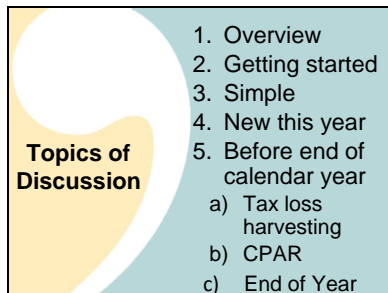 Topics of
Discussion
1. Overview
2. Getting started
3. Simple
4. New this year
5. Before end of
calendar year
a) Tax loss
harvesting
b) CPAR
c) End of Year